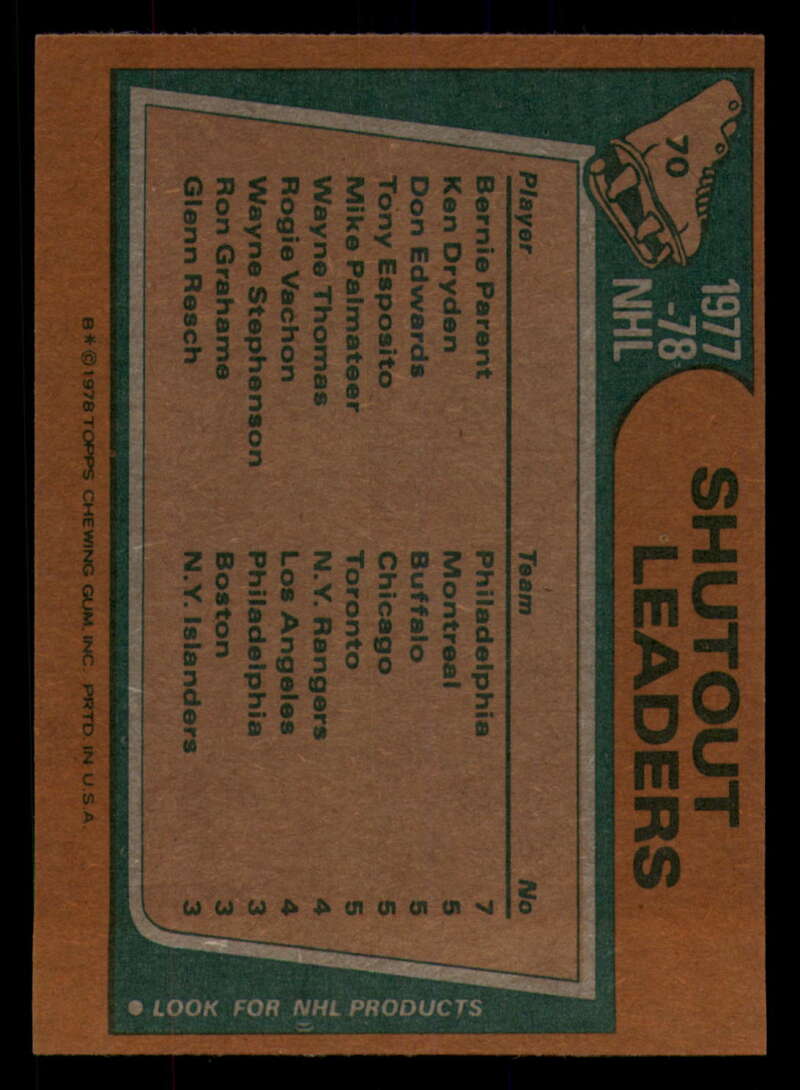 70
1977
-78
NHL
SHUTOUT
LEADERS
Player Team No
Bernie Parent Philadelphia 7
Ken Dryden Montreal 5
Don Edwards Buffalo 5
Tony Esposito Chicago 5
Mike Palmateer Toronto 5
Wayne Thomas N.Y. Rangers 4
Rogie Vachon Los Angeles 4
Wayne Stephenson Philadelphia 3
Ron Grahame Boston 3
Glenn Resch N.Y. Islanders 3
● LOOK FOR NHL PRODUCTS
B* © 1978 TOPPS CHEWING GUM, INC. PRTD. IN U.S.A.